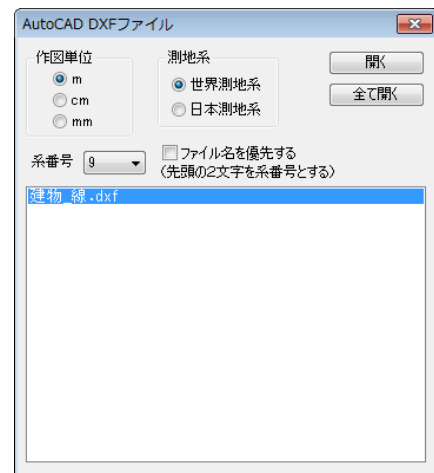 AutoCAD DXFファイル
作図単位
m
cm
mm
測地系
世界測地系
日本測地系
開く
全て開く
系番号 9
ファイル名を優先する
(先頭の2文字を系番号とする)
建物_線.dxf